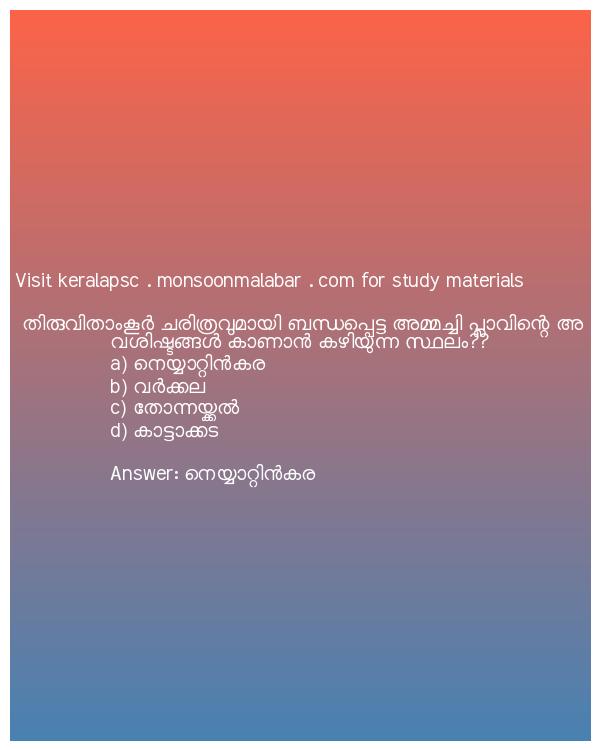 Visit keralapsc . monsoonmalabar . com for study materials
തിരുവിതാംകൂർ ചരിത്രവുമായി ബന്ധപ്പെട്ട അമ്മച്ചി പ്ലാവിന്റെ അ
വശിഷ്ടങ്ങൾ കാണാൻ കഴിയുന്ന സ്ഥലം??
a) നെയ്യാറ്റിൻകര
b) വർക്കല
c) തോന്നയ്ക്കൽ
d) കാട്ടാക്കട
Answer: നെയ്യാറ്റിൻകര